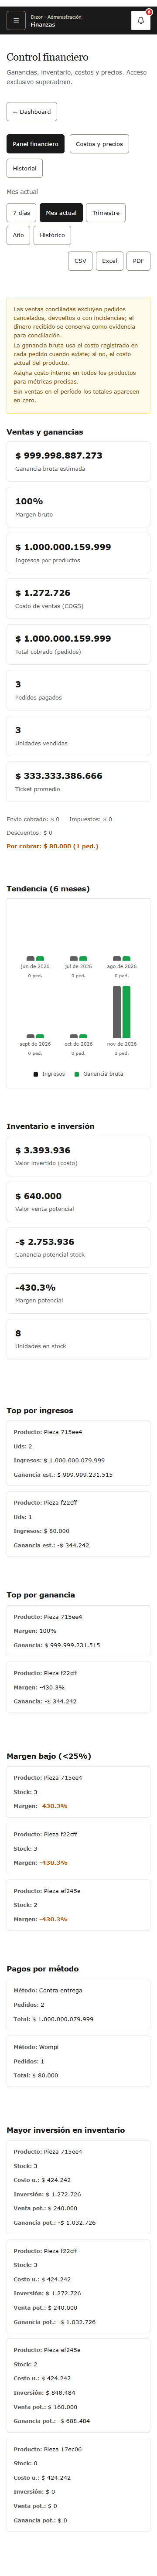 Dizor · Administración
Finanzas
Control financiero
Ganancias, inventario, costos y precios. Acceso
exclusivo superadmin.
← Dashboard
Panel financiero
Costos y precios
Historial
Mes actual
7 días
Mes actual
Trimestre
Año
Histórico
CSV
Excel
PDF
Las ventas conciliadas excluyen pedidos
cancelados, devueltos o con incidencias; el
dinero recibido se conserva como evidencia
para conciliación.
La ganancia bruta usa el costo registrado en
cada pedido cuando existe; si no, el costo
actual del producto.
Asigna costo interno a todos los productos
para métricas precisas.
Sin ventas en el período los totales aparecen
en cero.
Ventas y ganancias
$ 999.998.887.273
Ganancia bruta estimada
100%
Margen bruto
$ 1.000.000.159.999
Ingresos por productos
$ 1.272.726
Costo de ventas (COGS)
$ 1.000.000.159.999
Total cobrado (pedidos)
3
Pedidos pagados
3
Unidades vendidas
$ 333.333.386.666
Ticket promedio
Envío cobrado: $ 0 Impuestos: $ 0
Descuentos: $ 0
Por cobrar: $ 80.000 (1 ped.)
Tendencia (6 meses)
jun de 2026
0 ped.
jul de 2026
0 ped.
ago de 2026
0 ped.
sept de 2026
0 ped.
oct de 2026
0 ped.
nov de 2026
3 ped.
Ingresos
Ganancia bruta
Inventario e inversión
$ 3.393.936
Valor invertido (costo)
$ 640.000
Valor venta potencial
-$ 2.753.936
Ganancia potencial stock
-430.3%
Margen potencial
8
Unidades en stock
Top por ingresos
Producto: Pieza 715ee4
Uds: 2
Ingresos: $ 1.000.000.079.999
Ganancia est.: $ 999.999.231.515
Producto: Pieza f22cff
Uds: 1
Ingresos: $ 80.000
Ganancia est.: -$ 344.242
Top por ganancia
Producto: Pieza 715ee4
Margen: 100%
Ganancia: $ 999.999.231.515
Producto: Pieza f22cff
Margen: -430.3%
Ganancia: -$ 344.242
Margen bajo (<25%)
Producto: Pieza 715ee4
Stock: 3
Margen: -430.3%
Producto: Pieza f22cff
Stock: 3
Margen: -430.3%
Producto: Pieza ef245e
Stock: 2
Margen: -430.3%
Pagos por método
Método: Contra entrega
Pedidos: 2
Total: $ 1.000.000.079.999
Método: Wompi
Pedidos: 1
Total: $ 80.000
Mayor inversión en inventario
Producto: Pieza 715ee4
Stock: 3
Costo u.: $ 424.242
Inversión: $ 1.272.726
Venta pot.: $ 240.000
Ganancia pot.: -$ 1.032.726
Producto: Pieza f22cff
Stock: 3
Costo u.: $ 424.242
Inversión: $ 1.272.726
Venta pot.: $ 240.000
Ganancia pot.: -$ 1.032.726
Producto: Pieza ef245e
Stock: 2
Costo u.: $ 424.242
Inversión: $ 848.484
Venta pot.: $ 160.000
Ganancia pot.: -$ 688.484
Producto: Pieza 17ec06
Stock: 0
Costo u.: $ 424.242
Inversión: $ 0
Venta pot.: $ 0
Ganancia pot.: $ 0